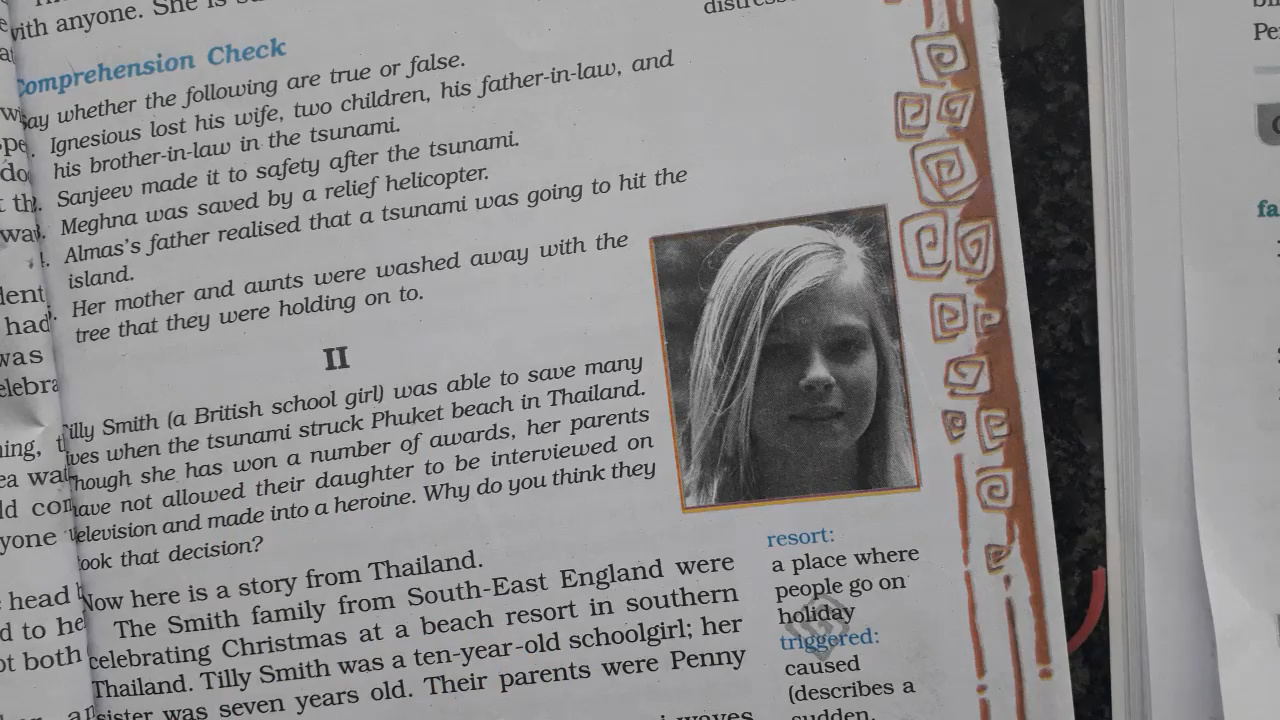 with anyone. She is
distress
Comprehension Check
Say whether the following are true or false.
Ignesious lost his wife, two children, his father-in-law, and
his brother-in-law in the tsunami.
Sanjeev made it to safety after the tsunami.
Meghna was saved by a relief helicopter.
Almas's father realised that a tsunami was going to hit the
island.
Her mother and aunts were washed away with the
tree that they were holding on to.
II
Tilly Smith (a British school girl) was able to save many
lives when the tsunami struck Phuket beach in Thailand.
Though she has won a number of awards, her parents
have not allowed their daughter to be interviewed on
television and made into a heroine. Why do you think they
took that decision?
Now here is a story from Thailand.
The Smith family from South-East England were
celebrating Christmas at a beach resort in southern
Thailand. Tilly Smith was a ten-year-old schoolgirl; her
sister was seven years old. Their parents were Penny
waves
resort:
a place where
people go on
holiday
triggered:
caused
(describes a
sudden,